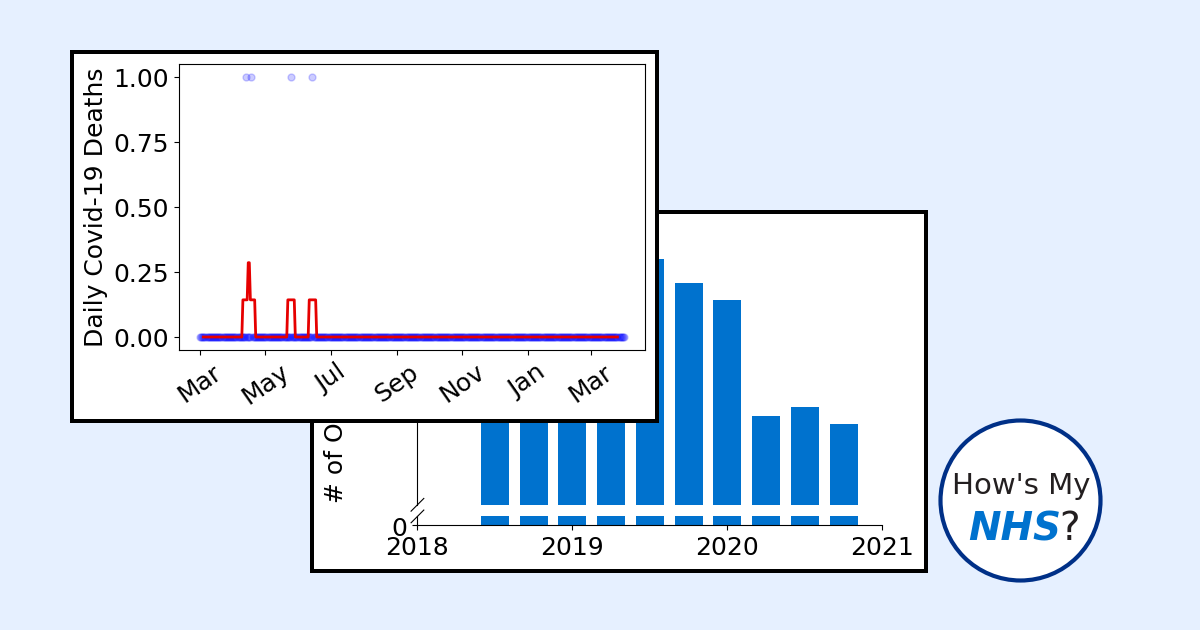 Daily Covid-19 Deaths
1.00
0.75
0.50
0.25
0.00
Mar May Jul Sep Nov Jan Mar
# of O
0
2018 2019 2020 2021
How's My
NHS?